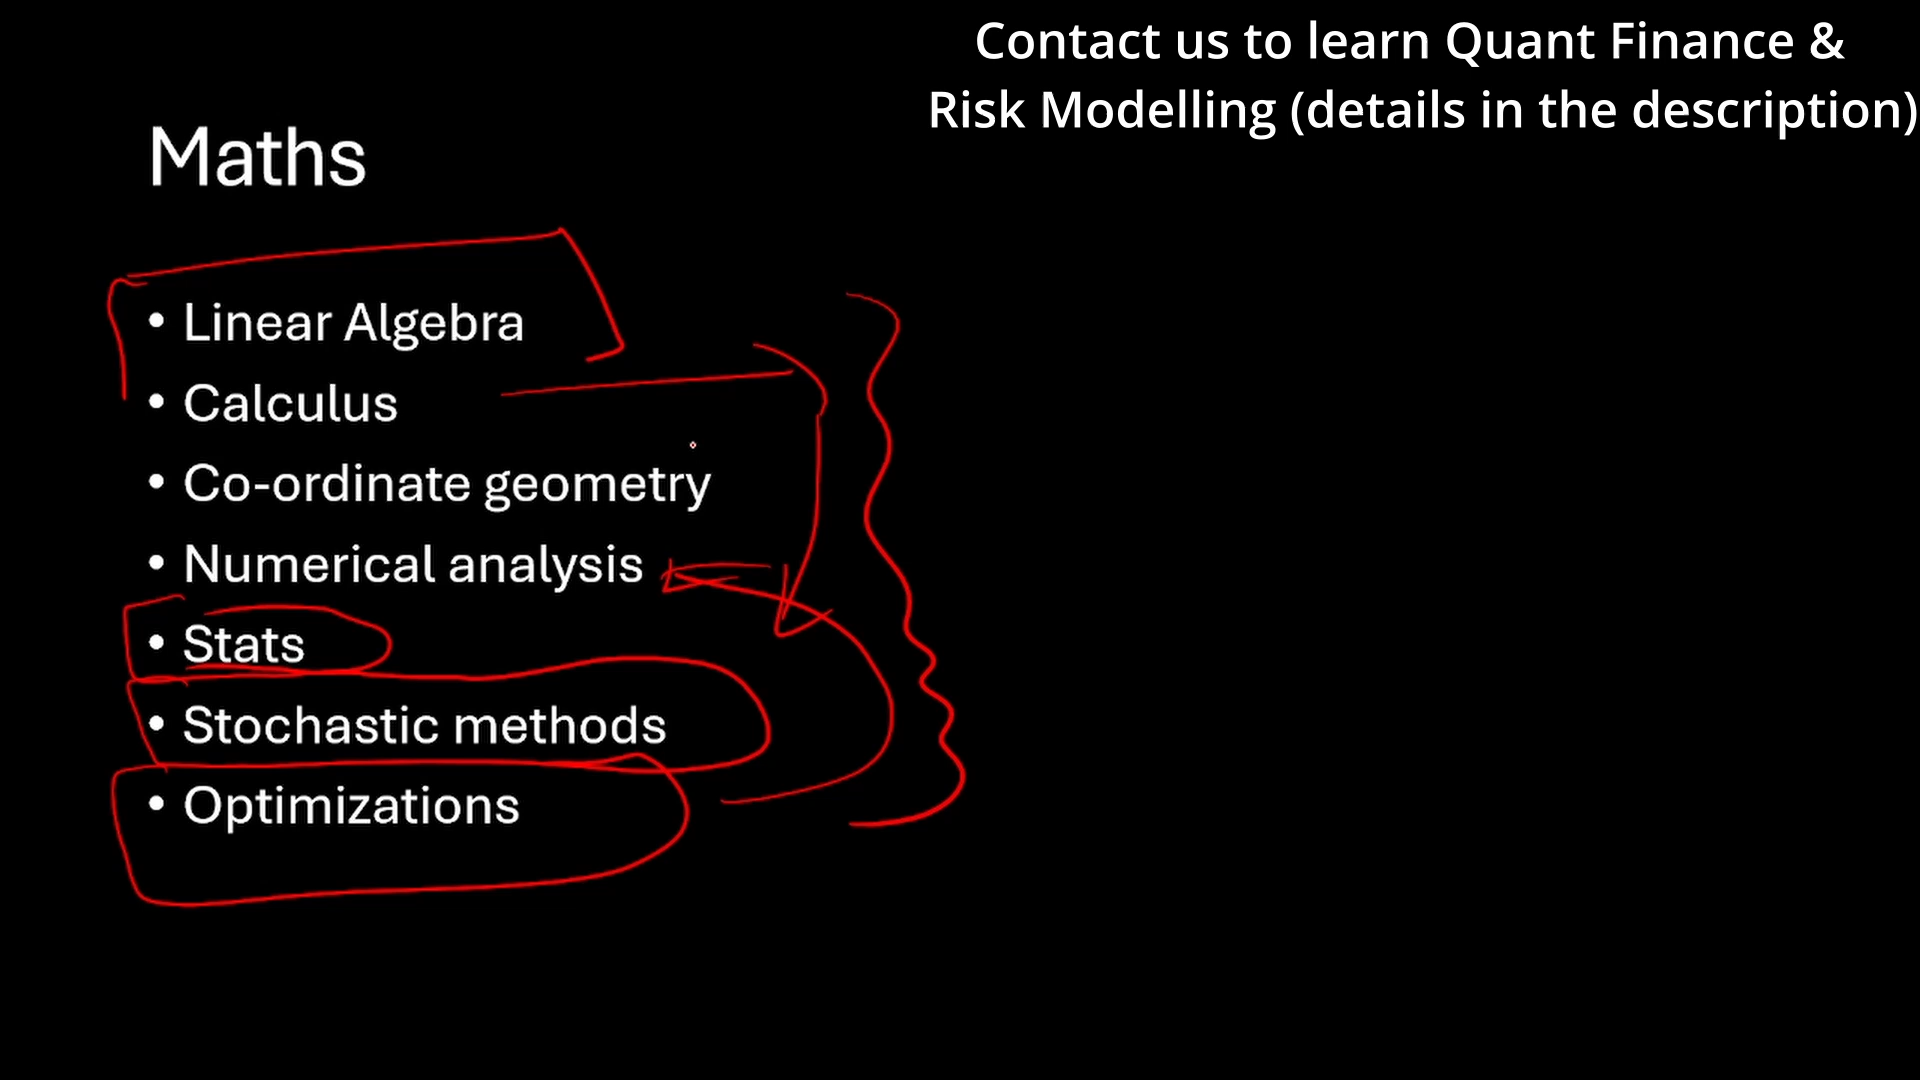 Contact us to learn Quant Finance &
Risk Modelling (details in the description)
Maths
• Linear Algebra
• Calculus
• Co-ordinate geometry
• Numerical analysis
• Stats
• Stochastic methods
• Optimizations